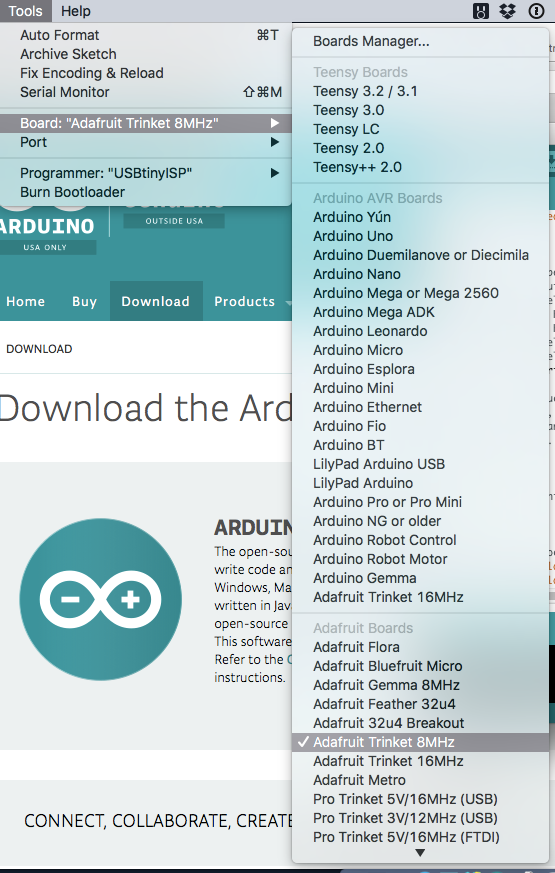 Tools Help
Auto Format ⌘T
Archive Sketch
Fix Encoding & Reload
Serial Monitor ⇧⌘M
Board: "Adafruit Trinket 8MHz"
Port
Programmer: "USBtinyISP"
Burn Bootloader
ARDUINO
USA ONLY
OUTSIDE USA
Home Buy Download Products
DOWNLOAD
Download the Ard
ARDUIN
The open-sou
write code an
Windows, Ma
written in Jav
open-source
This software
Refer to the
instructions.
CONNECT, COLLABORATE, CREATE
Boards Manager...
Teensy Boards
Teensy 3.2 / 3.1
Teensy 3.0
Teensy LC
Teensy 2.0
Teensy++ 2.0
Arduino AVR Boards
Arduino Yún
Arduino Uno
Arduino Duemilanove or Diecimila
Arduino Nano
Arduino Mega or Mega 2560
Arduino Mega ADK
Arduino Leonardo
Arduino Micro
Arduino Esplora
Arduino Mini
Arduino Ethernet
Arduino Fio
Arduino BT
LilyPad Arduino USB
LilyPad Arduino
Arduino Pro or Pro Mini
Arduino NG or older
Arduino Robot Control
Arduino Robot Motor
Arduino Gemma
Adafruit Trinket 16MHz
Adafruit Boards
Adafruit Flora
Adafruit Bluefruit Micro
Adafruit Gemma 8MHz
Adafruit Feather 32u4
Adafruit 32u4 Breakout
✓ Adafruit Trinket 8MHz
Adafruit Trinket 16MHz
Adafruit Metro
Pro Trinket 5V/16MHz (USB)
Pro Trinket 3V/12MHz (USB)
Pro Trinket 5V/16MHz (FTDI)